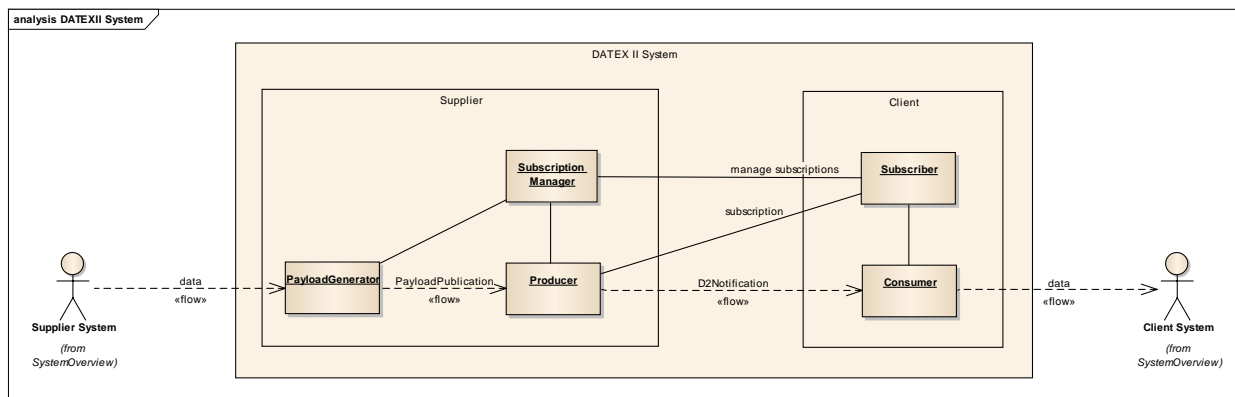 analysis DATEXII System
DATEX II System
Supplier
Client
Subscription
Manager
manage subscriptions
Subscriber
subscription
Supplier System
(from
SystemOverview)
data
«flow»
PayloadGenerator
PayloadPublication
«flow»
Producer
D2Notification
«flow»
Consumer
data
«flow»
Client System
(from
SystemOverview)